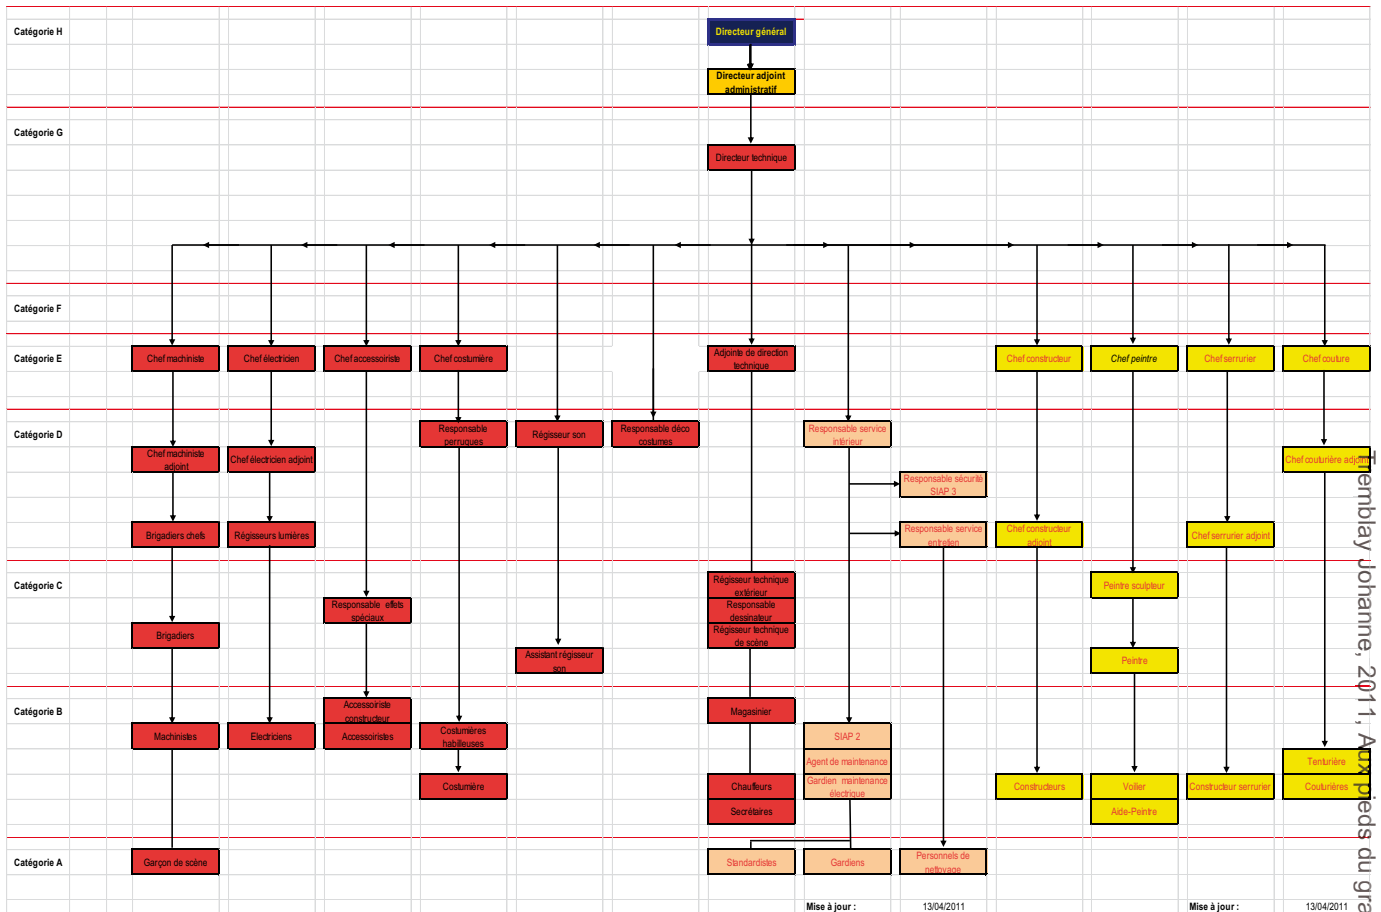 Catégorie H
Directeur général
Directeur adjoint
administratif
Catégorie G
Directeur technique
Catégorie F
Catégorie E
Chef machiniste
Chef électricien
Chef accessoiriste
Chef costumière
Adjointe de direction
technique
Chef constructeur
Chef peintre
Chef serrurier
Chef couture
Catégorie D
Responsable
perruques
Régisseur son
Responsable déco
costumes
Responsable service
intérieur
Chef machiniste
adjoint
Chef électricien adjoint
Chef couturière adjoint
Responsable sécurité
SIAP 3
Brigadiers chefs
Régisseurs lumières
Responsable service
entretien
Chef constructeur
adjoint
Chef serrurier adjoint
Catégorie C
Régisseur technique
extérieur
Responsable
dessinateur
Régisseur technique
de scène
Peintre sculpteur
Responsable effets
spéciaux
Brigadiers
Assistant régisseur
son
Peintre
Catégorie B
Accessoiriste
constructeur
Magasinier
Machinistes
Electriciens
Accessoiristes
Costumières
habilleuses
SIAP 2
Agent de maintenance
Tenturière
Costumière
Chauffeurs
Gardien maintenance
électrique
Constructeurs
Voilier
Constructeur serrurier
Couturières
Secrétaires
Aide-Peintre
Catégorie A
Garçon de scène
Standardistes
Gardiens
Personnels de
nettoyage
Mise à jour :
13/04/2011
Mise à jour :
13/04/2011
Tremblay Johanne, 2011, Aux pieds du gra